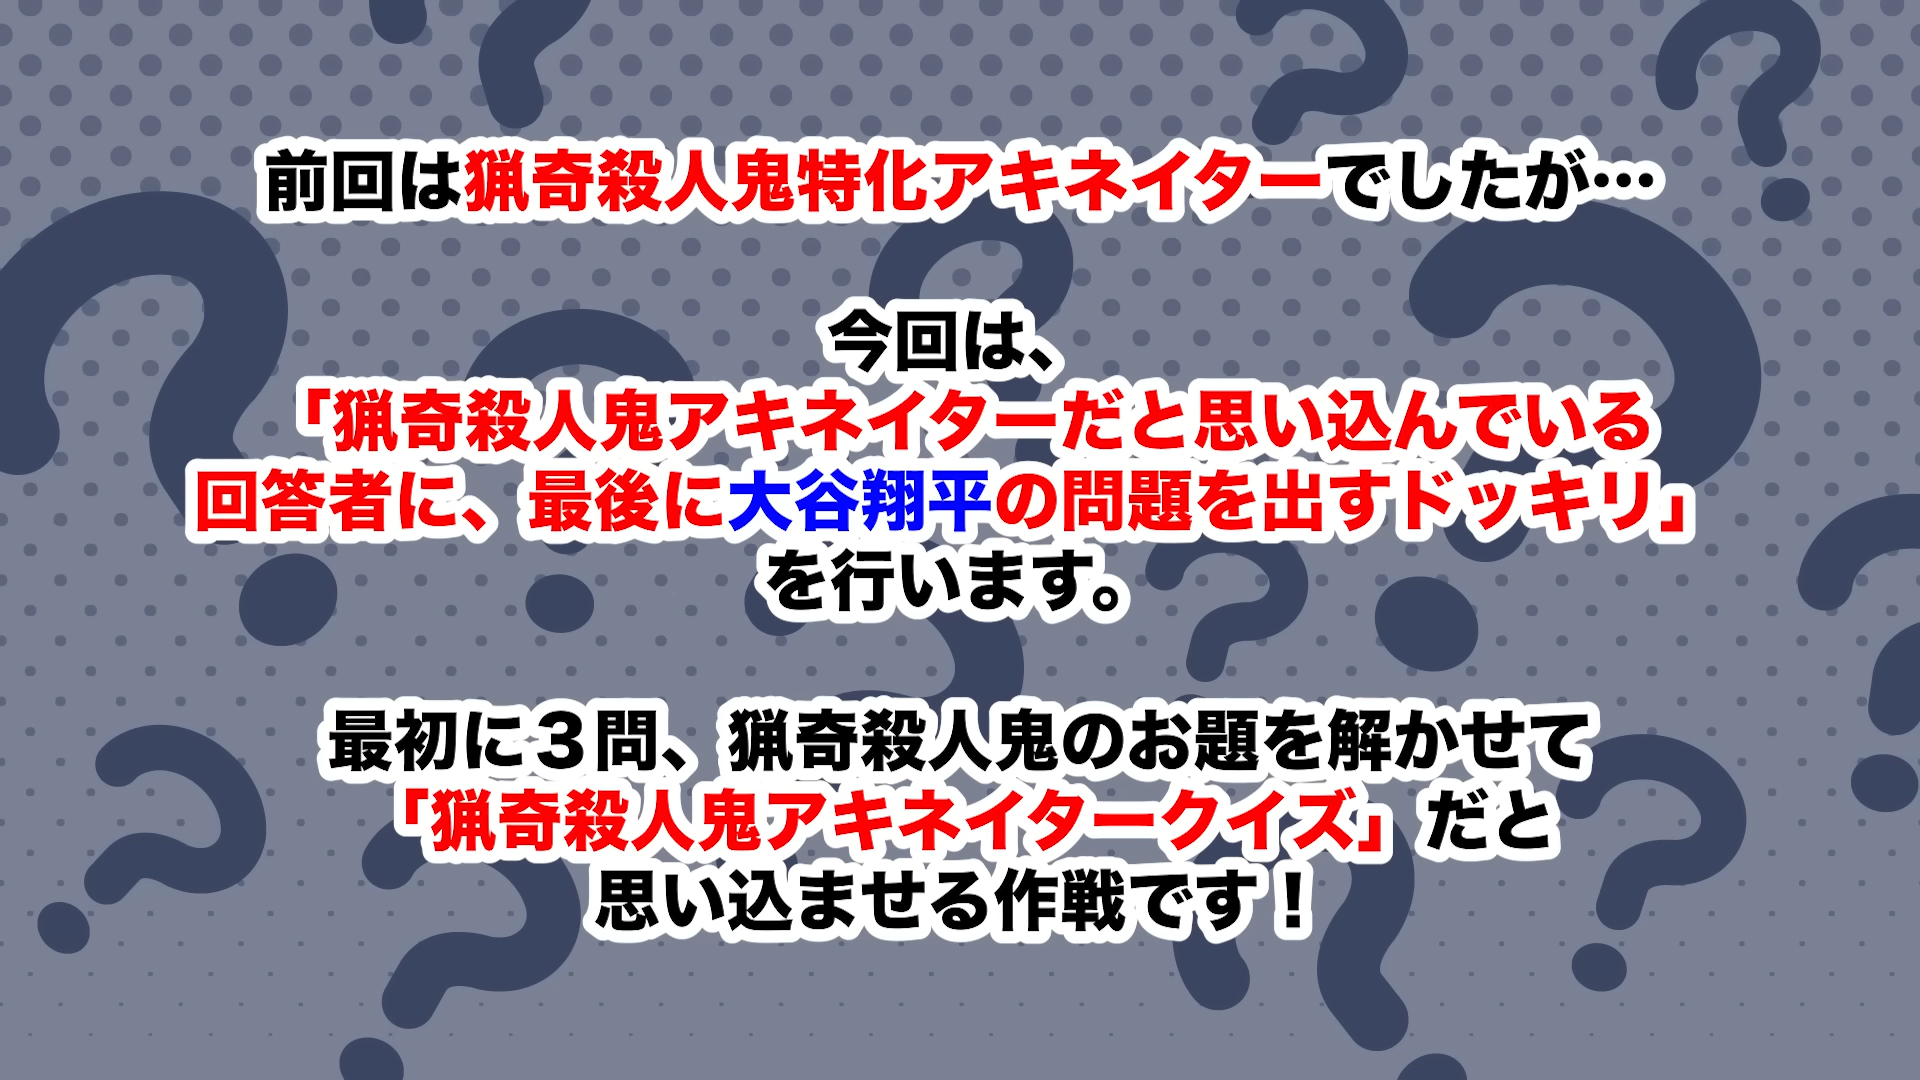 前回は猟奇殺人鬼特化アキネイターでしたが…
今回は、
「猟奇殺人鬼アキネイターだと思い込んでいる
回答者に、最後に大谷翔平の問題を出すドッキリ」
を行います。
最初に３問、猟奇殺人鬼のお題を解かせて
「猟奇殺人鬼アキネイタークイズ」だと
思い込ませる作戦です！